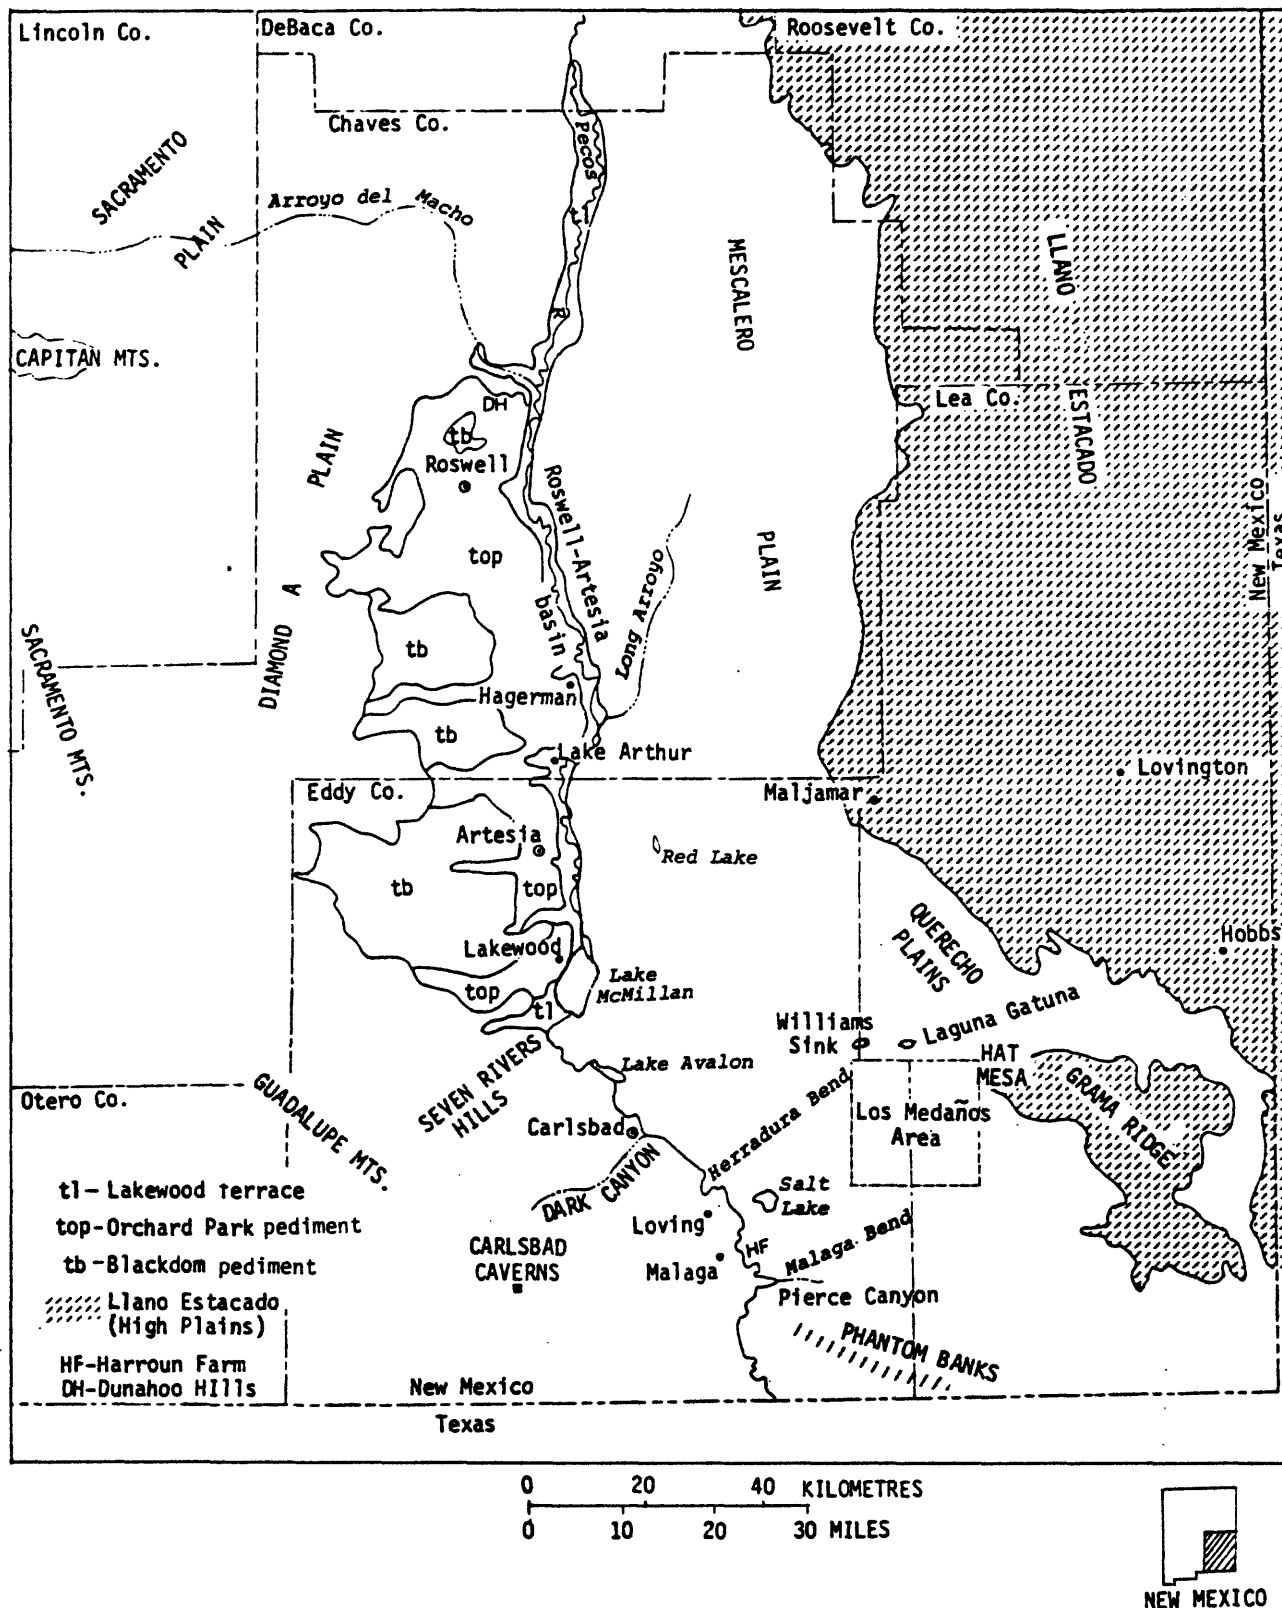 Lincoln Co.
DeBaca Co.
Roosevelt Co.
Chaves Co.
Pecos
SACRAMENTO
PLAIN
Arroyo del Macho
tl
MESCALERO
LLANO
R
CAPITAN MTS.
DH
Lea Co.
ESTACADO
tb
Roswell
PLAIN
Roswell-Artesia
basin
New Mexico
Texas
top
PLAIN
Long Arroyo
DIAMOND A
tb
SACRAMENTO MTS.
Hagerman
tb
Lake Arthur
Lovington
Eddy Co.
Maljamar
Artesia
Red Lake
tb
top
QUERECHO
PLAINS
Hobbs
Lakewood
Lake
McMillan
top
tl
Williams
Sink
Laguna Gatuna
Lake Avalon
HAT
MESA
GRAMA RIDGE
Otero Co.
GUADALUPE MTS.
SEVEN RIVERS
HILLS
Herradura Bend
Los Medaños
Area
Carlsbad
DARK CANYON
Salt
Lake
Loving
tl- Lakewood Terrace
top-Orchard Park pediment
tb-Blackdom pediment
CARLSBAD
CAVERNS
Malaga
HF
Malaga Bend
Pierce Canyon
Llano Estacado
(High Plains)
PHANTOM BANKS
HF-Harroun Farm
DH-Dunahoo Hills
New Mexico
Texas
0 20 40 KILOMETRES
0 10 20 30 MILES
NEW MEXICO